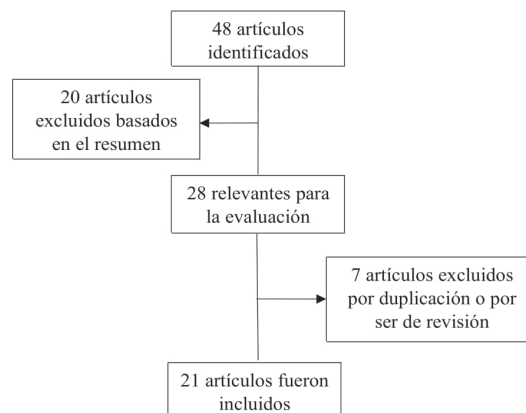 48 artículos
identificados
20 artículos
excluidos basados
en el resumen
28 relevantes para
la evaluación
7 artículos excluidos
por duplicación o por
ser de revisión
21 artículos fueron
incluidos